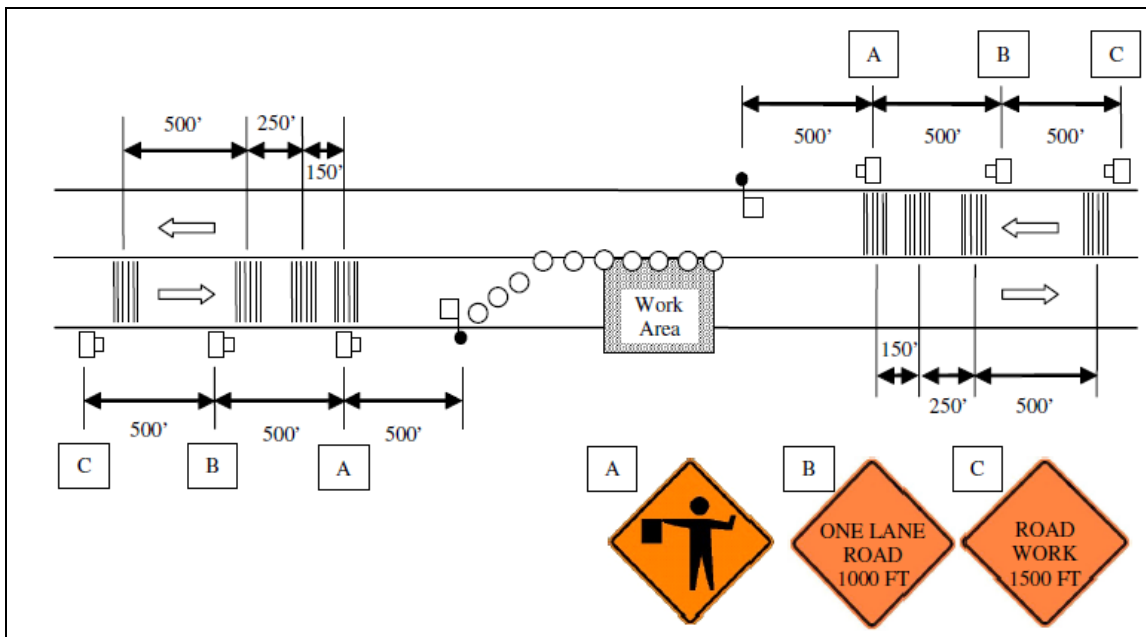 A B C
500' 250' 500' 500' 500'
150'
Work
Area
150'
250' 500'
500' 500' 500'
C B A
A B C
ONE LANE
ROAD
1000 FT
ROAD
WORK
1500 FT